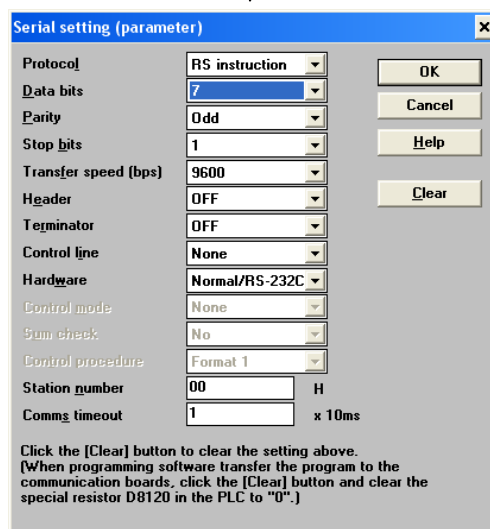 Serial setting (parameter)
Protocol RS instruction
Data bits 7
Parity Odd
Stop bits 1
Transfer speed (bps) 9600
Header OFF
Terminator OFF
Control line None
Hardware Normal/RS-232C
Control mode None
Sum check No
Control procedure Format 1
Station number 00 H
Comms timeout 1 x 10ms
OK
Cancel
Help
Clear
Click the [Clear] button to clear the setting above.
(When programming software transfer the program to the
communication boards, click the [Clear] button and clear the
special resistor D8120 in the PLC to "0".)